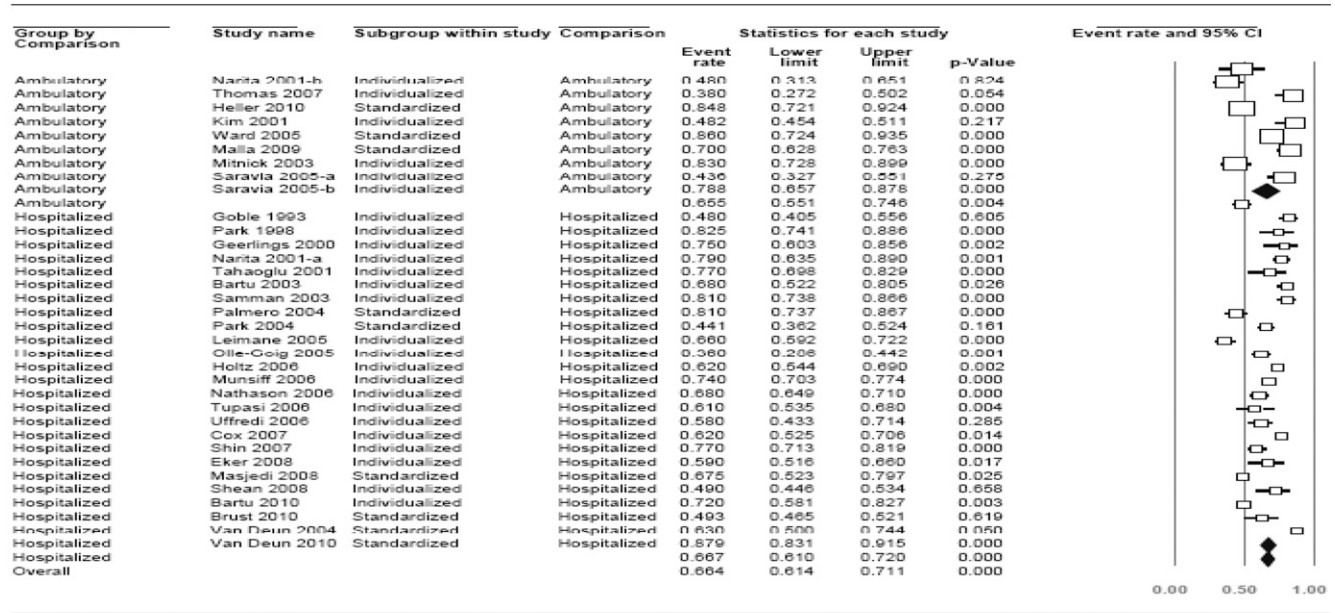 Group by Comparison Study name Subgroup within study Comparison Statistics for each study Event rate and 95% CI
Event rate Lower limit Upper limit p-Value
Ambulatory Narita 2001-b Individualized Ambulatory 0.480 0.313 0.651 0.824
Ambulatory Thomas 2007 Individualized Ambulatory 0.380 0.272 0.502 0.054
Ambulatory Heller 2010 Standardized Ambulatory 0.848 0.721 0.924 0.000
Ambulatory Kim 2001 Individualized Ambulatory 0.482 0.454 0.511 0.217
Ambulatory Ward 2005 Standardized Ambulatory 0.860 0.724 0.935 0.000
Ambulatory Malla 2009 Standardized Ambulatory 0.700 0.628 0.763 0.000
Ambulatory Mitnick 2003 Individualized Ambulatory 0.830 0.728 0.899 0.000
Ambulatory Saravia 2005-a Individualized Ambulatory 0.436 0.327 0.551 0.275
Ambulatory Saravia 2005-b Individualized Ambulatory 0.788 0.657 0.878 0.000
Ambulatory 0.655 0.551 0.746 0.004
Hospitalized Goble 1993 Individualized Hospitalized 0.480 0.405 0.556 0.605
Hospitalized Park 1998 Individualized Hospitalized 0.825 0.741 0.886 0.000
Hospitalized Geerlings 2000 Individualized Hospitalized 0.750 0.603 0.856 0.002
Hospitalized Narita 2001-a Individualized Hospitalized 0.790 0.635 0.890 0.001
Hospitalized Tahaoglu 2001 Individualized Hospitalized 0.770 0.698 0.829 0.000
Hospitalized Bartu 2003 Individualized Hospitalized 0.680 0.522 0.805 0.026
Hospitalized Samman 2003 Individualized Hospitalized 0.810 0.738 0.866 0.000
Hospitalized Palmero 2004 Standardized Hospitalized 0.810 0.737 0.867 0.000
Hospitalized Park 2004 Standardized Hospitalized 0.441 0.362 0.524 0.161
Hospitalized Leimane 2005 Individualized Hospitalized 0.660 0.592 0.722 0.000
Hospitalized Olle-Goig 2005 Individualized Hospitalized 0.360 0.286 0.442 0.001
Hospitalized Holtz 2006 Individualized Hospitalized 0.620 0.544 0.690 0.002
Hospitalized Munsiff 2006 Individualized Hospitalized 0.740 0.703 0.774 0.000
Hospitalized Nathason 2006 Individualized Hospitalized 0.680 0.649 0.710 0.000
Hospitalized Tupasi 2006 Individualized Hospitalized 0.610 0.535 0.680 0.004
Hospitalized Uffredi 2006 Individualized Hospitalized 0.580 0.433 0.714 0.285
Hospitalized Cox 2007 Individualized Hospitalized 0.620 0.525 0.706 0.014
Hospitalized Shin 2007 Individualized Hospitalized 0.770 0.713 0.819 0.000
Hospitalized Eker 2008 Individualized Hospitalized 0.590 0.516 0.660 0.017
Hospitalized Masjedi 2008 Standardized Hospitalized 0.675 0.523 0.797 0.025
Hospitalized Shean 2008 Individualized Hospitalized 0.490 0.446 0.534 0.658
Hospitalized Bartu 2010 Individualized Hospitalized 0.720 0.581 0.827 0.003
Hospitalized Brust 2010 Standardized Hospitalized 0.493 0.465 0.521 0.619
Hospitalized Van Deun 2004 Standardized Hospitalized 0.630 0.500 0.744 0.050
Hospitalized Van Deun 2010 Standardized Hospitalized 0.879 0.831 0.915 0.000
Hospitalized 0.667 0.610 0.720 0.000
Overall 0.664 0.614 0.711 0.000
0.00 0.50 1.00